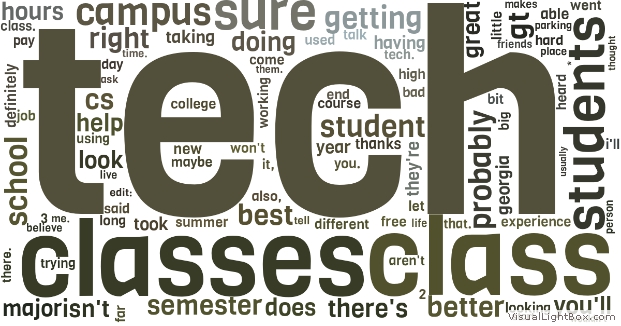 hours campus sure getting great little gt makes able went
class. pay right taking doing used talk having tech. friends hard parking place students thought
tech
definitely day time. ask come them. high bad
job cs college working end course heard *
help using student probably bit big
school look new maybe won't year thanks they're georgia usually i'll
live it, you.
edit: said also, let
3 me. long took summer best tell different free life that. experience person
believe
there. trying classes class aren't
2
major isn't far semester does there's better looking you'll
VisualLightBox.com